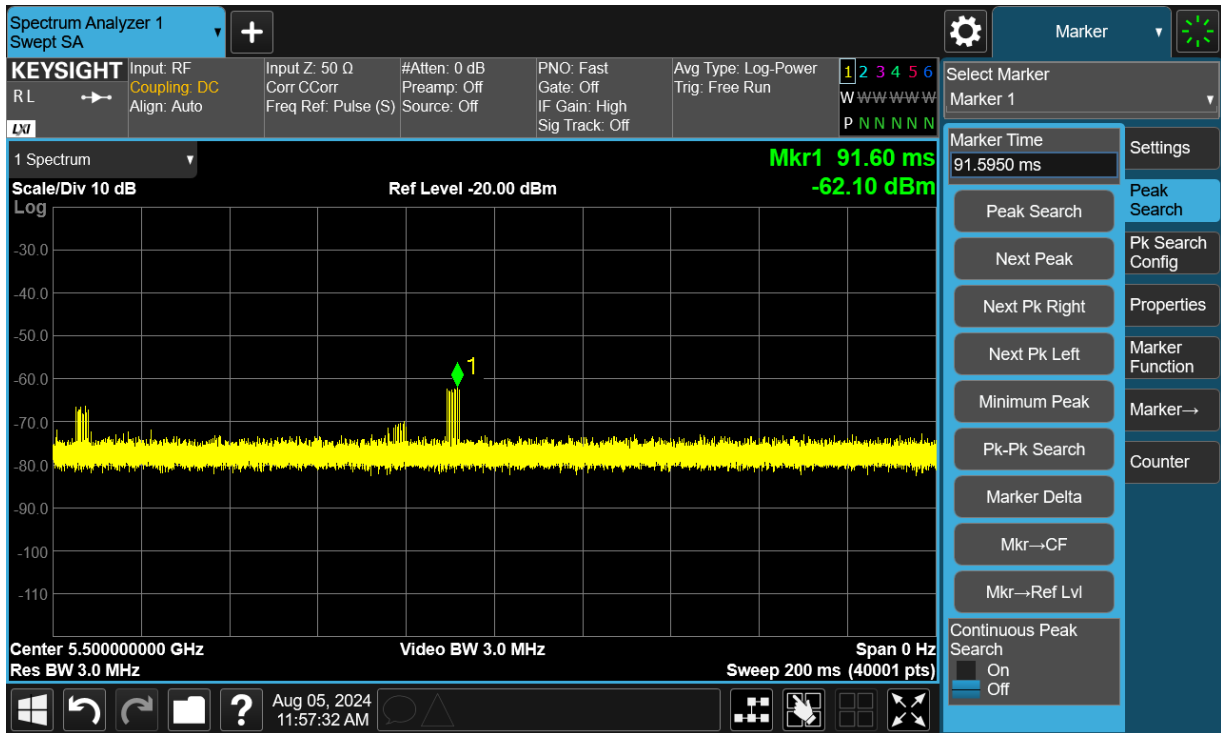 Spectrum Analyzer 1
Swept SA
Marker
KEYSIGHT
R L
LXI
Input: RF
Coupling: DC
Align: Auto
Input Z: 50 Ω
Corr CCorr
Freq Ref: Pulse (S)
#Atten: 0 dB
Preamp: Off
Source: Off
PNO: Fast
Gate: Off
IF Gain: High
Sig Track: Off
Avg Type: Log-Power
Trig: Free Run
1 2 3 4 5 6
W W W W W W
P N N N N N
Select Marker
Marker 1
1 Spectrum
Mkr1 91.60 ms
-62.10 dBm
Scale/Div 10 dB
Ref Level -20.00 dBm
Log
-30.0
-40.0
-50.0
-60.0
-70.0
-80.0
-90.0
-100
-110
1
Center 5.500000000 GHz
Video BW 3.0 MHz
Span 0 Hz
Res BW 3.0 MHz
Sweep 200 ms (40001 pts)
Marker Time
91.5950 ms
Peak Search
Next Peak
Next Pk Right
Next Pk Left
Minimum Peak
Pk-Pk Search
Marker Delta
Mkr→CF
Mkr→Ref Lvl
Continuous Peak
Search
On
Off
Settings
Peak
Search
Pk Search
Config
Properties
Marker
Function
Marker→
Counter
?
Aug 05, 2024
11:57:32 AM